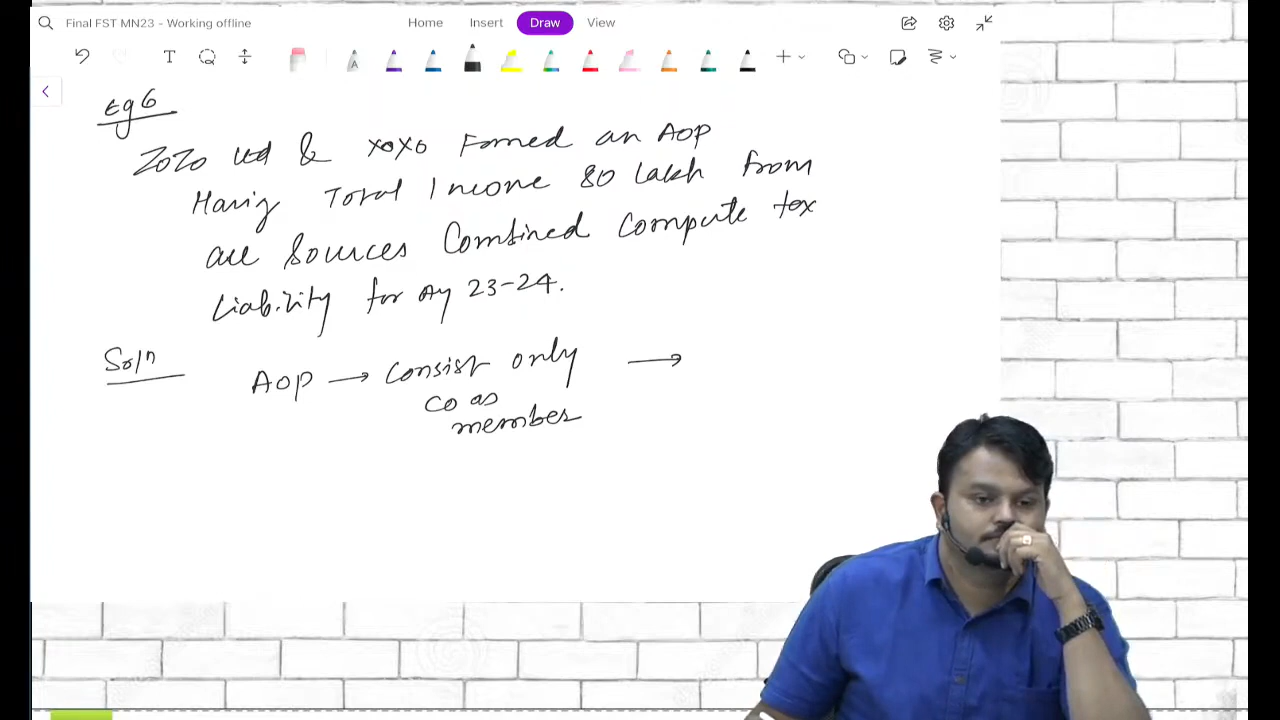 Final FST MN23 - Working offline
Home Insert Draw View
Eg 6
ZOZO Ltd & XOXO Formed an AOP
Having Total Income 80 Lakh from
all Sources Combined Compute tax
Liability for Ay 23-24.
Soln
AOP → Consist only →
CO as
member